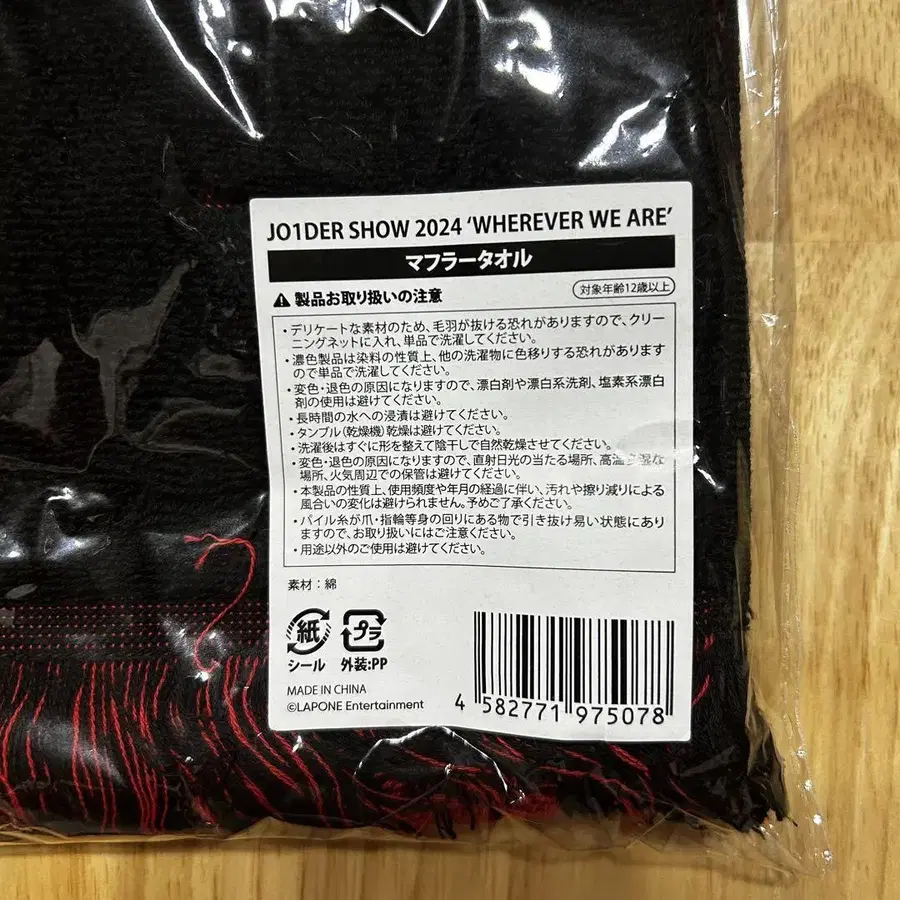 JO1DER SHOW 2024 'WHEREVER WE ARE'
マフラータオル
製品お取り扱いの注意
対象年齢12歳以上
・デリケートな素材のため、毛羽が抜ける恐れがありますので、クリー
ニングネットに入れ、単品で洗濯してください。
・濃色製品は染料の性質上、他の洗濯物に色移りする恐れがあります
ので単品で洗濯してください。
・変色・退色の原因になりますので、漂白剤や漂白系洗剤、塩素系漂白
剤の使用は避けてください。
・長時間の水への浸漬は避けてください。
・タンブル(乾燥機)乾燥は避けてください。
・洗濯後はすぐに形を整えて陰干しで自然乾燥させてください。
・変色・退色の原因になりますので、直射日光の当たる場所、高温多湿な
場所、火気周辺での保管は避けてください。
・本製品の性質上、使用頻度や年月の経過に伴い、汚れや擦り減りによる
風合いの変化は避けられません。予めご了承ください。
・パイル糸が爪・指輪等身の回りにある物で引き抜け易い状態にあり
ますので、お取り扱いにはご注意ください。
・用途以外のご使用は避けてください。
素材：綿
紙
プラ
シール
外装:PP
MADE IN CHINA
©LAPONE Entertainment
4 582771 975078